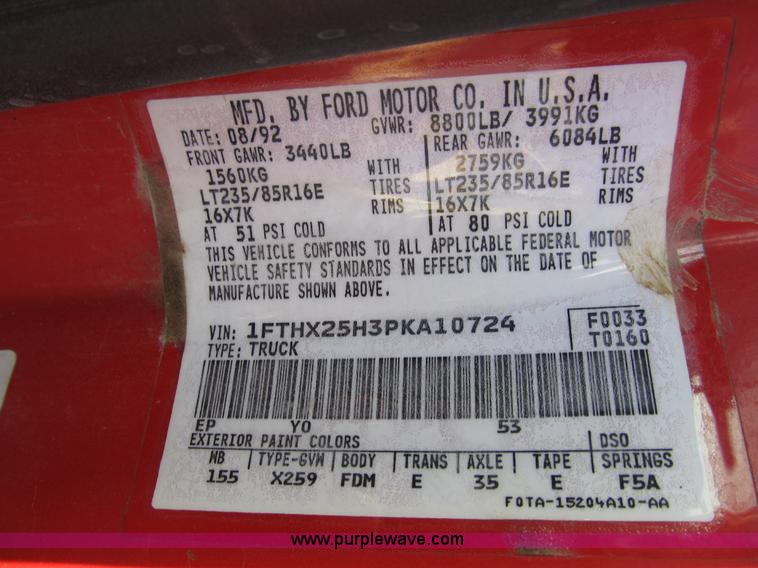 MFD. BY FORD MOTOR CO. IN U.S.A.
DATE: 08/92 GVWR: 8800LB/ 3991KG
FRONT GAWR: 3440LB REAR GAWR: 6084LB
1560KG WITH 2759KG WITH
LT235/85R16E TIRES LT235/85R16E TIRES
16X7K RIMS 16X7K RIMS
AT 51 PSI COLD AT 80 PSI COLD
THIS VEHICLE CONFORMS TO ALL APPLICABLE FEDERAL MOTOR
VEHICLE SAFETY STANDARDS IN EFFECT ON THE DATE OF
MANUFACTURE SHOWN ABOVE.
VIN: 1FTHX25H3PKA10724 F0033
TYPE: TRUCK T0160
EP YO 53
EXTERIOR PAINT COLORS DSO
WB TYPE-GVW BODY TRANS AXLE TAPE SPRINGS
155 X259 FDM E 35 E F5A
F0TA-15204A10-AA
www.purplewave.com